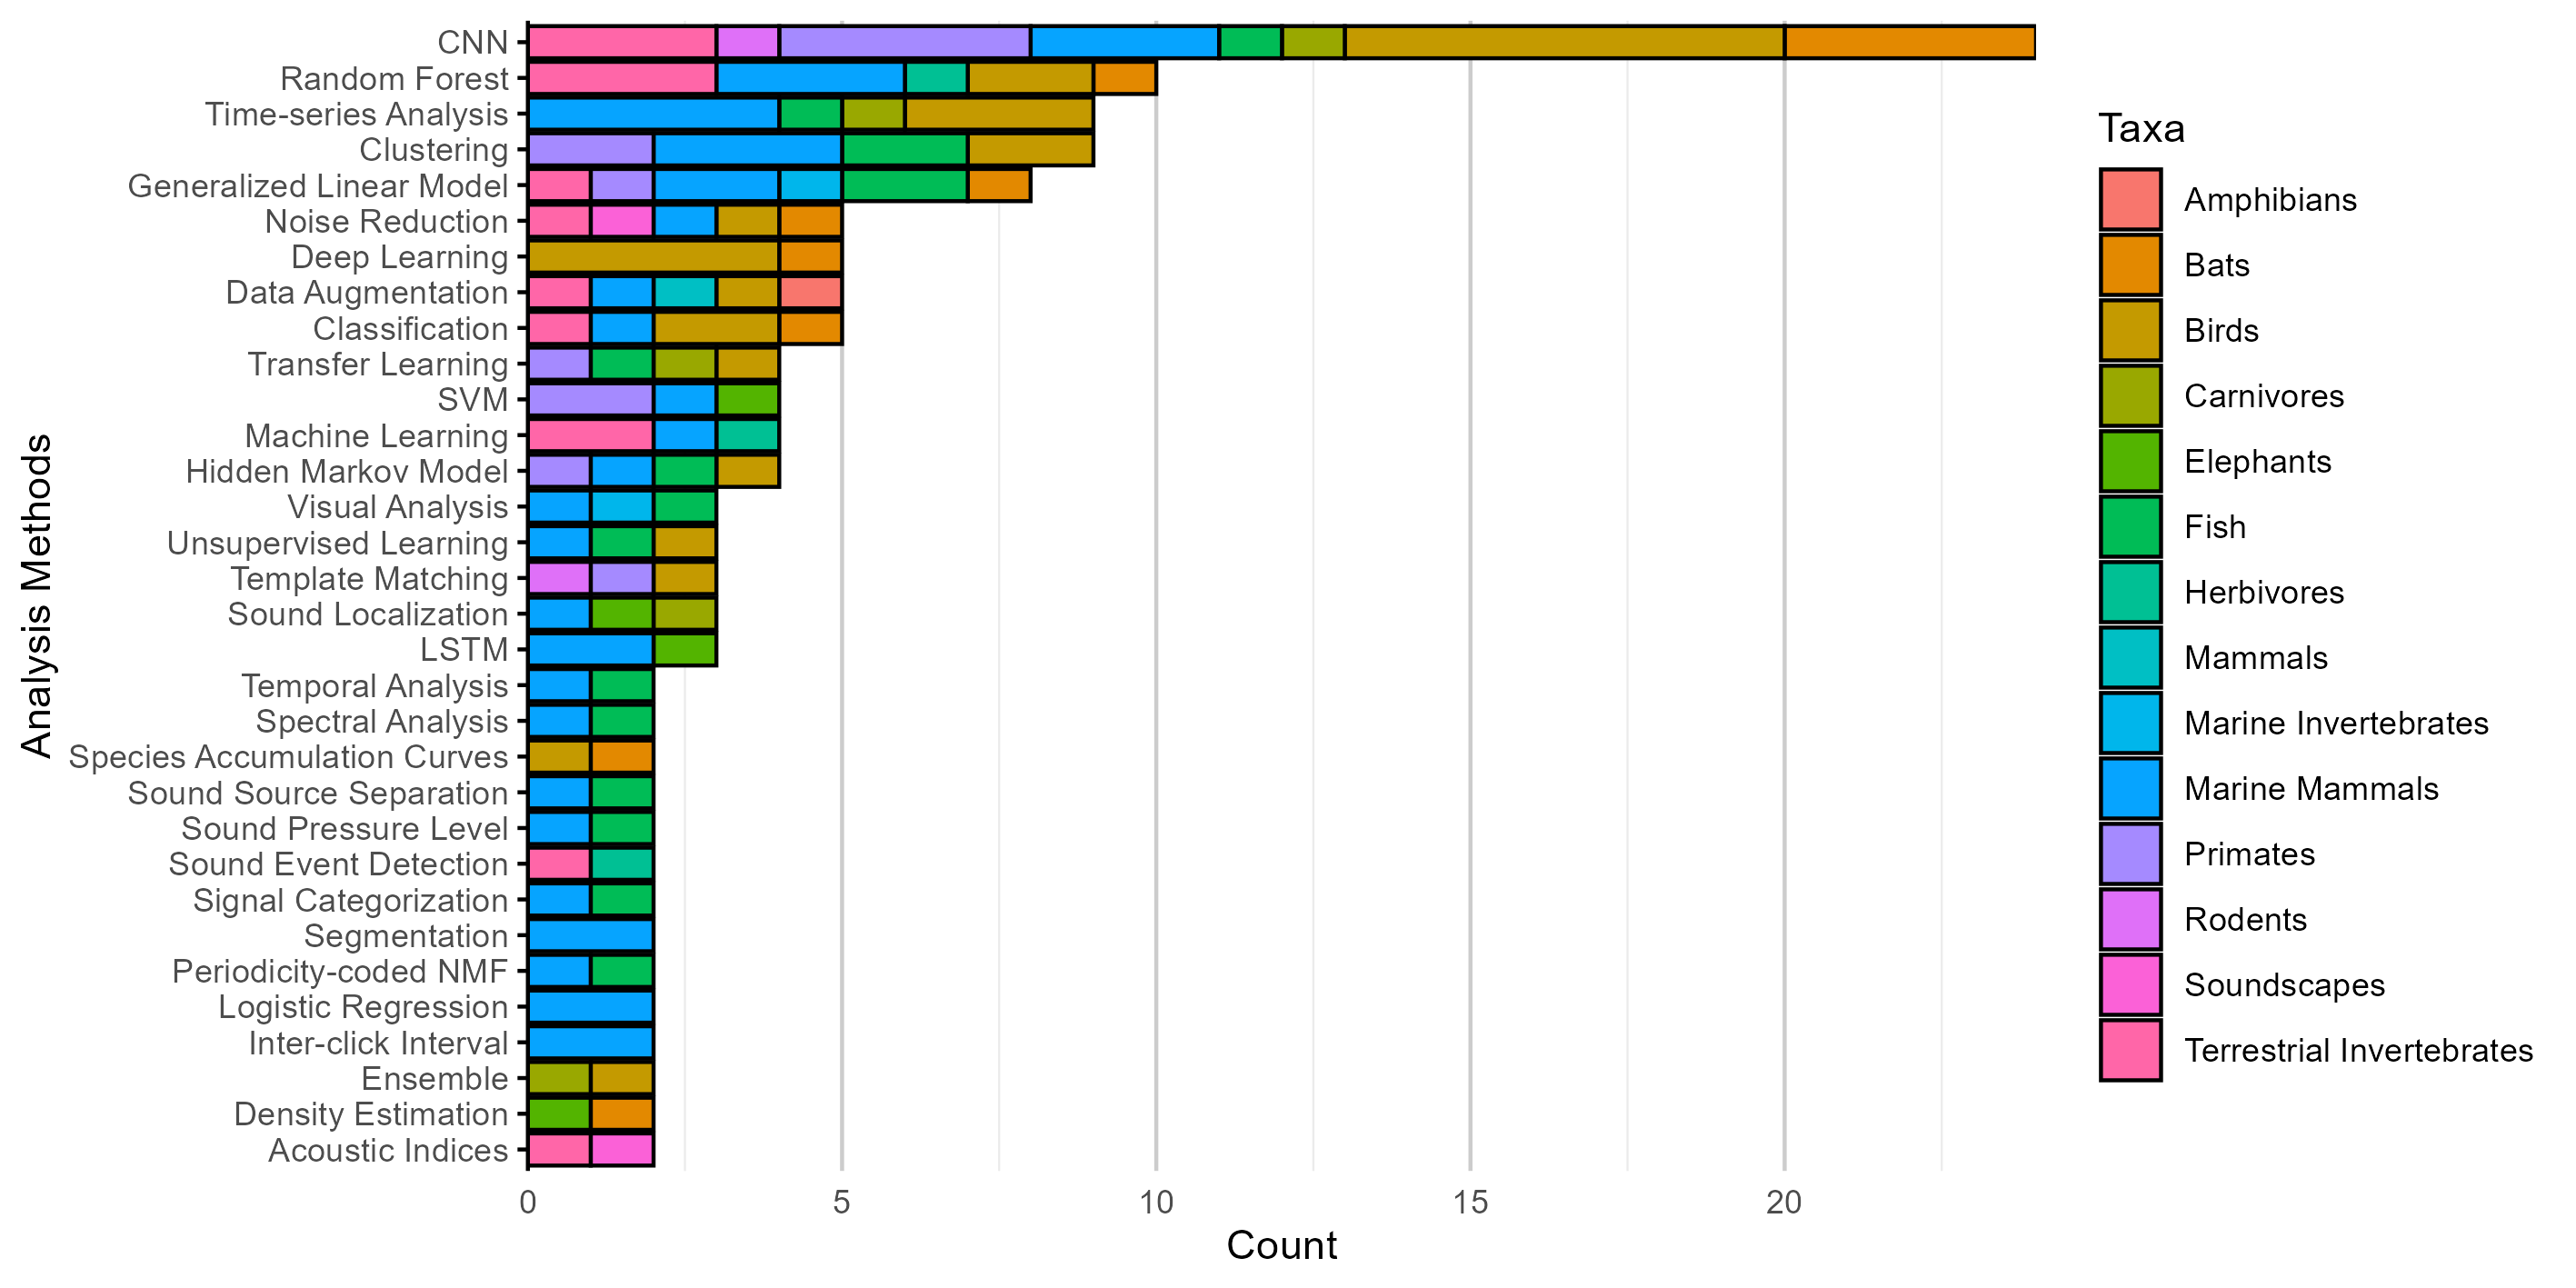 CNN
Random Forest
Time-series Analysis
Clustering
Generalized Linear Model
Noise Reduction
Deep Learning
Data Augmentation
Classification
Transfer Learning
SVM
Machine Learning
Hidden Markov Model
Visual Analysis
Unsupervised Learning
Template Matching
Sound Localization
LSTM
Temporal Analysis
Spectral Analysis
Species Accumulation Curves
Sound Source Separation
Sound Pressure Level
Sound Event Detection
Signal Categorization
Segmentation
Periodicity-coded NMF
Logistic Regression
Inter-click Interval
Ensemble
Density Estimation
Acoustic Indices
Analysis Methods
0 5 10 15 20
Count
Taxa
Amphibians
Bats
Birds
Carnivores
Elephants
Fish
Herbivores
Mammals
Marine Invertebrates
Marine Mammals
Primates
Rodents
Soundscapes
Terrestrial Invertebrates